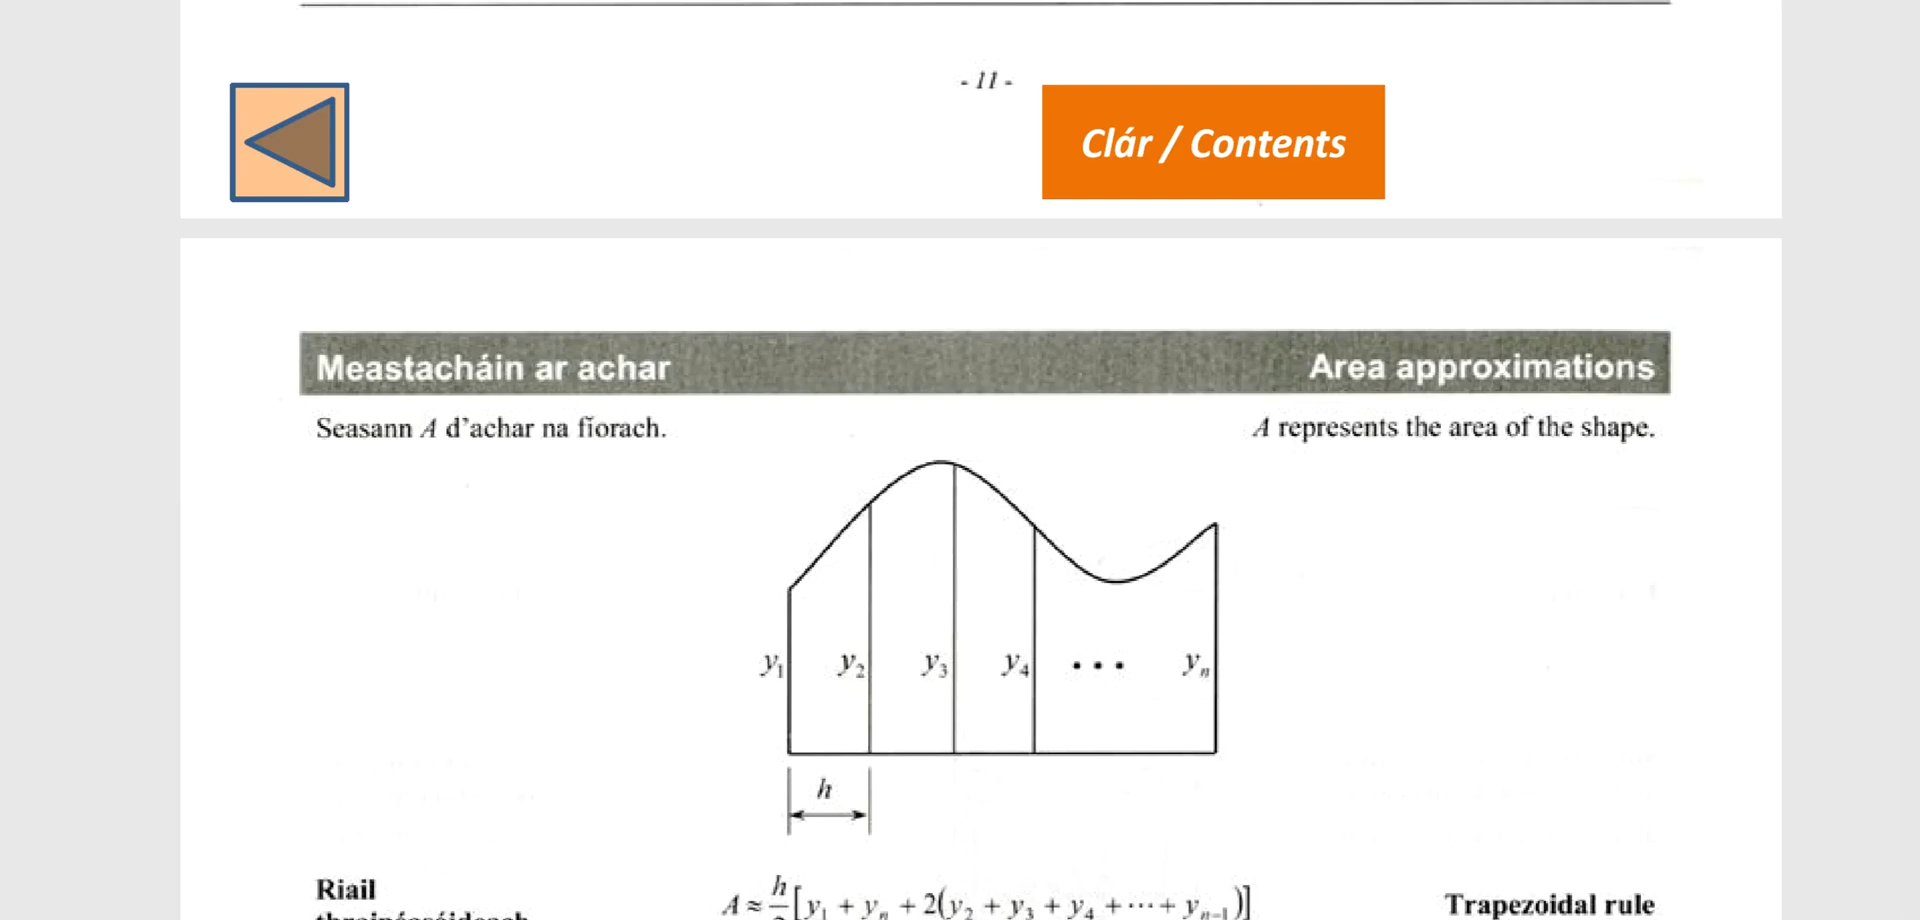 - 11 -
Clár / Contents
Meastacháin ar achar Area approximations
Seasann A d’achar na fíorach. A represents the area of the shape.
y₁ y₂ y₃ y₄ • • • yₙ
h
Riail
A ≈ h/2 [y₁ + yₙ + 2(y₂ + y₃ + y₄ + ⋯ + yₙ₋₁)] Trapezoidal rule